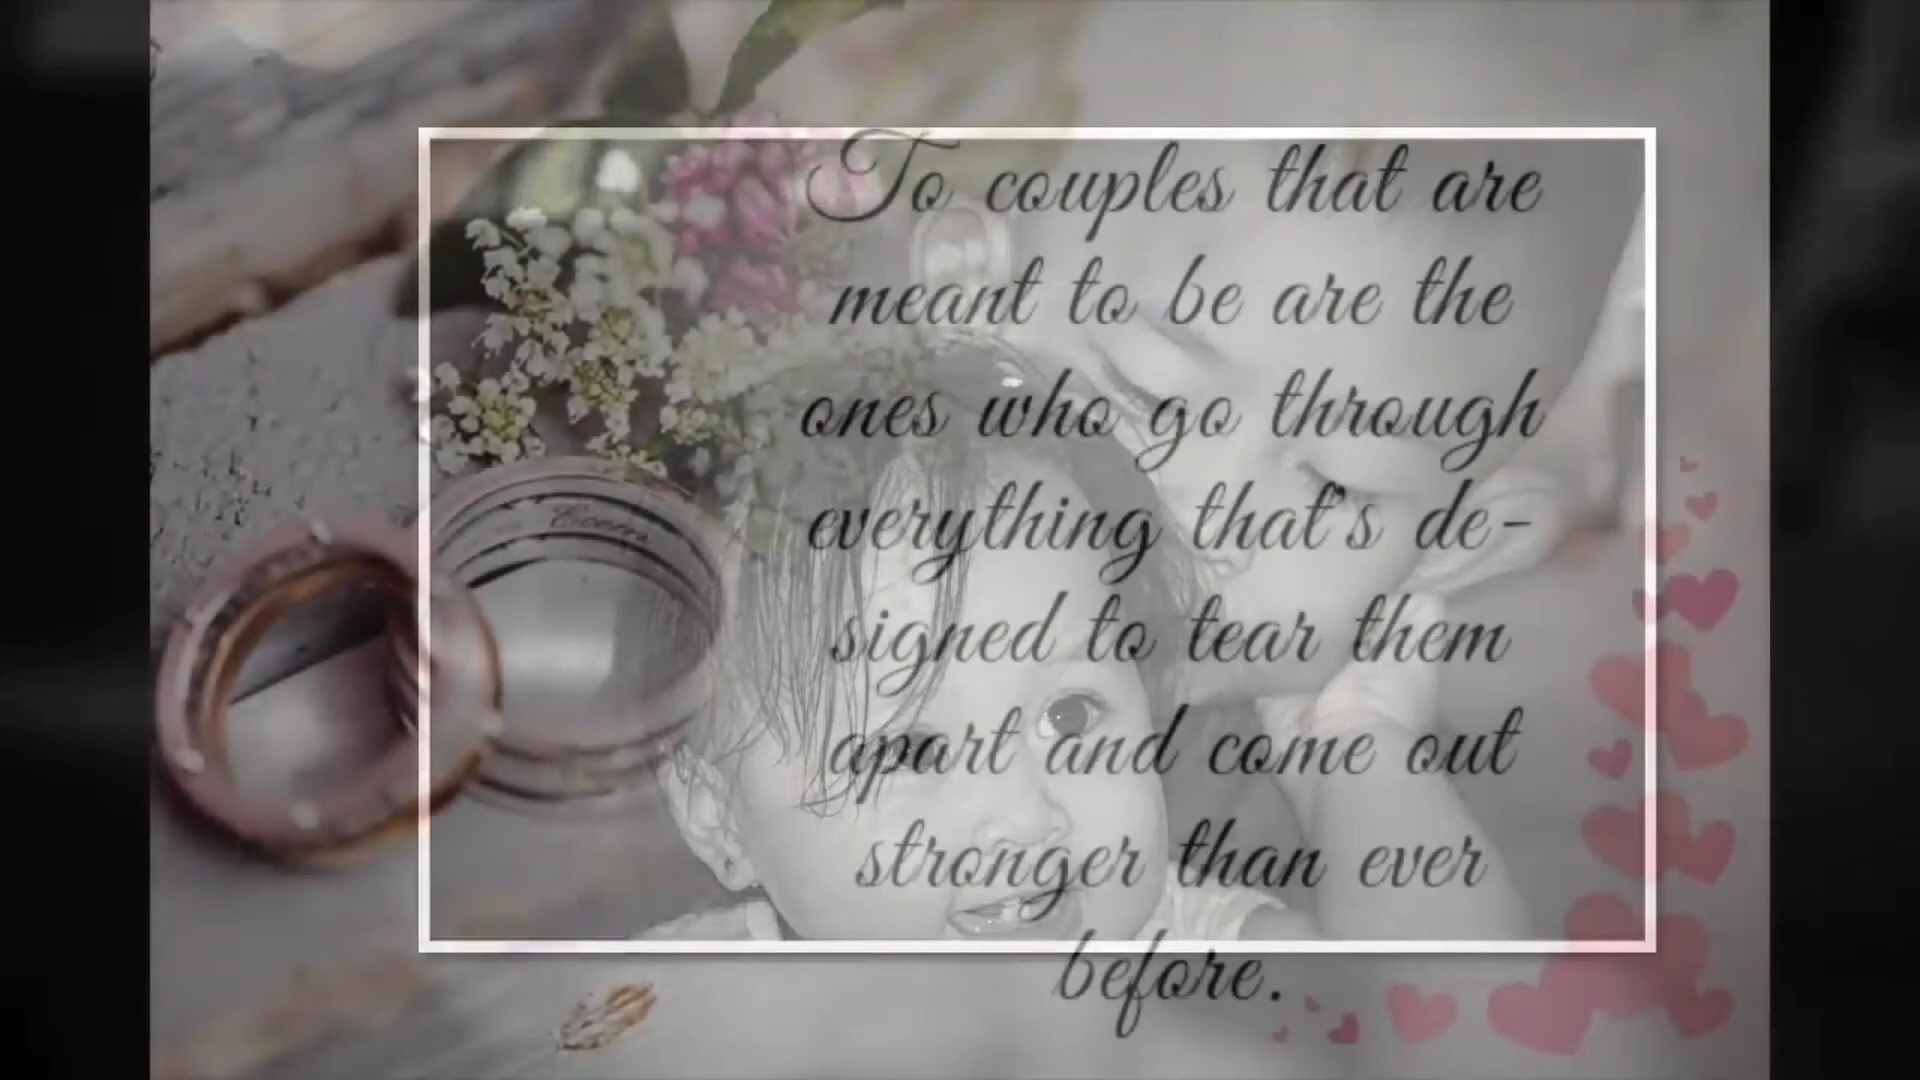 To couples that are
meant to be are the
ones who go through
everything that's de-
signed to tear them
apart and come out
stronger than ever
before.